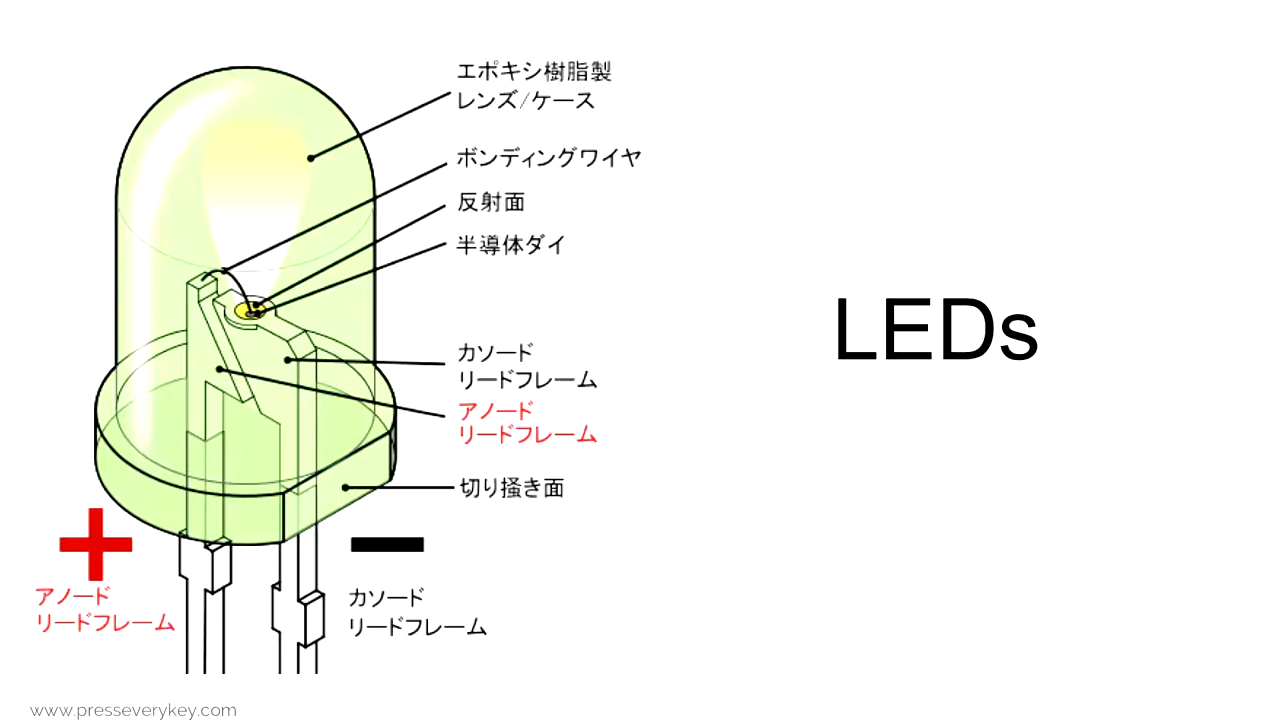 エポキシ樹脂製
レンズ/ケース
ボンディングワイヤ
反射面
半導体ダイ
カソード
リードフレーム
アノード
リードフレーム
切り掻き面
+
アノード
リードフレーム
−
カソード
リードフレーム
LEDs
www.presseverykey.com